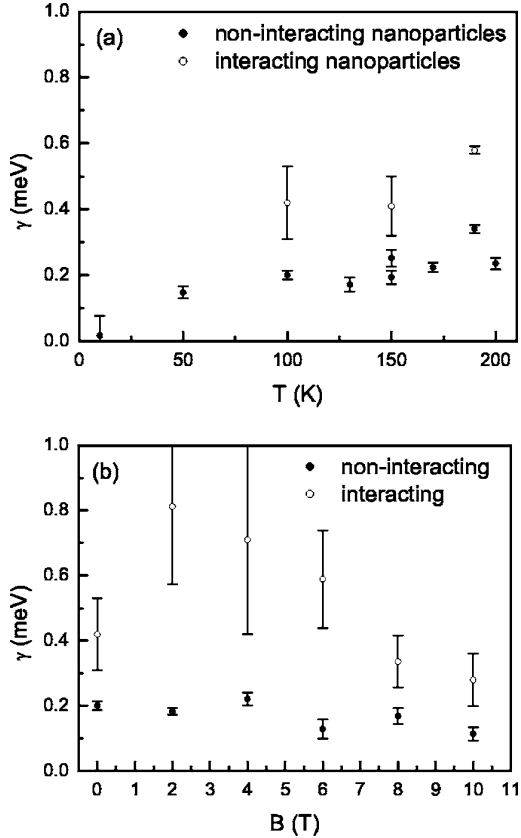 1.0
(a)
non-interacting nanoparticles
interacting nanoparticles
0.8
0.6
γ (meV)
0.4
0.2
0.0
0 50 100 150 200
T (K)
1.0
(b)
non-interacting
interacting
0.8
0.6
γ (meV)
0.4
0.2
0.0
0 1 2 3 4 5 6 7 8 9 10 11
B (T)